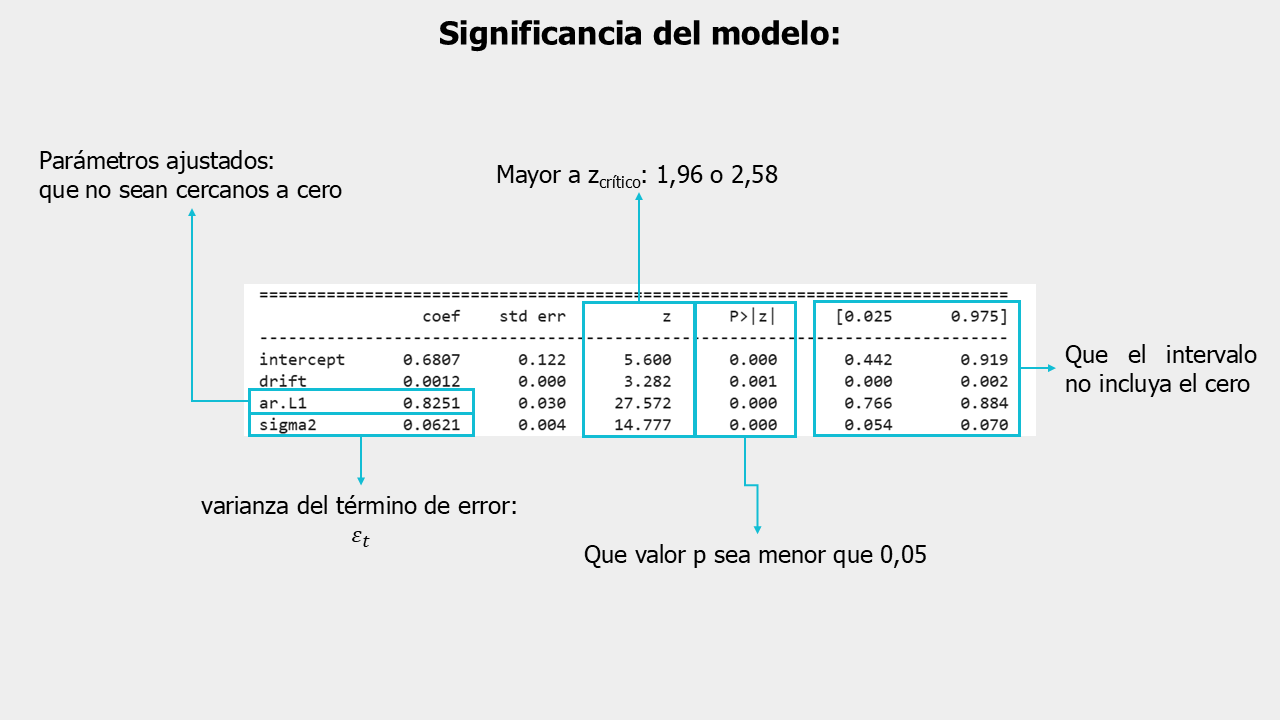 Significancia del modelo:
Parámetros ajustados:
que no sean cercanos a cero
Mayor a zcrítico: 1,96 o 2,58
==============================================================================
coef std err z P>|z| [0.025 0.975]
------------------------------------------------------------------------------
intercept 0.6807 0.122 5.600 0.000 0.442 0.919
drift 0.0012 0.000 3.282 0.001 0.000 0.002
ar.L1 0.8251 0.030 27.572 0.000 0.766 0.884
sigma2 0.0621 0.004 14.777 0.000 0.054 0.070
Que el intervalo
no incluya el cero
varianza del término de error:
εt
Que valor p sea menor que 0,05